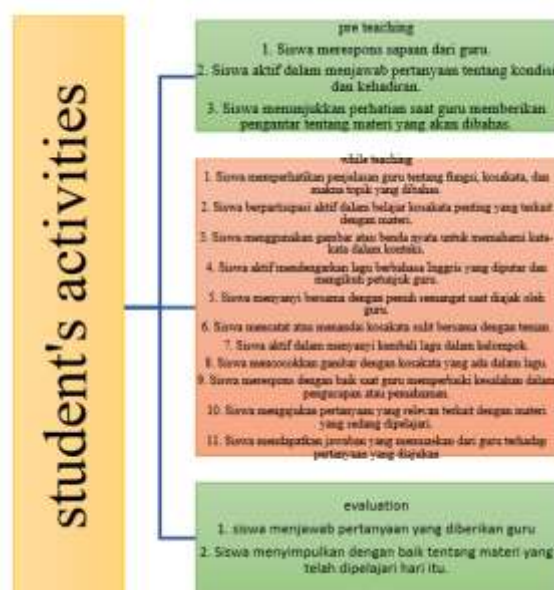 student's activities
pre teaching
1. Siswa merespons sapaan dari guru.
2. Siswa aktif dalam menjawab pertanyaan tentang kondisi
dan kehadiran.
3. Siswa menunjukkan perhatian saat guru memberikan
pengantar tentang materi yang akan dibahas.
while teaching
1. Siswa memperhatikan penjelasan guru tentang fungsi, kosakata, dan
makna topik yang dibahas.
2. Siswa berpartisipasi aktif dalam belajar kosakata penting yang terkait
dengan materi.
3. Siswa menggunakan gambar atau benda nyata untuk memahami kata-
kata dalam konteks.
4. Siswa aktif mendengarkan lagu berbahasa Inggris yang diputar dan
mengikuti petunjuk guru.
5. Siswa menyanyi bersama dengan penuh semangat saat diajak oleh
guru.
6. Siswa mencatat atau menandai kosakata sulit bersama dengan teman.
7. Siswa aktif dalam menyanyi kembali lagu dalam kelompok.
8. Siswa mencocokkan gambar dengan kosakata yang ada dalam lagu.
9. Siswa merespons dengan baik saat guru memperbaiki kesalahan dalam
pengucapan atau pemahaman.
10. Siswa mengajukan pertanyaan yang relevan terkait dengan materi
yang sedang dipelajari.
11. Siswa mendapatkan jawaban yang memuaskan dari guru terhadap
pertanyaan yang diajukan
evaluation
1. siswa menjawab pertanyaan yang diberikan guru
2. Siswa menyimpulkan dengan baik tentang materi yang
telah dipelajari hari itu.